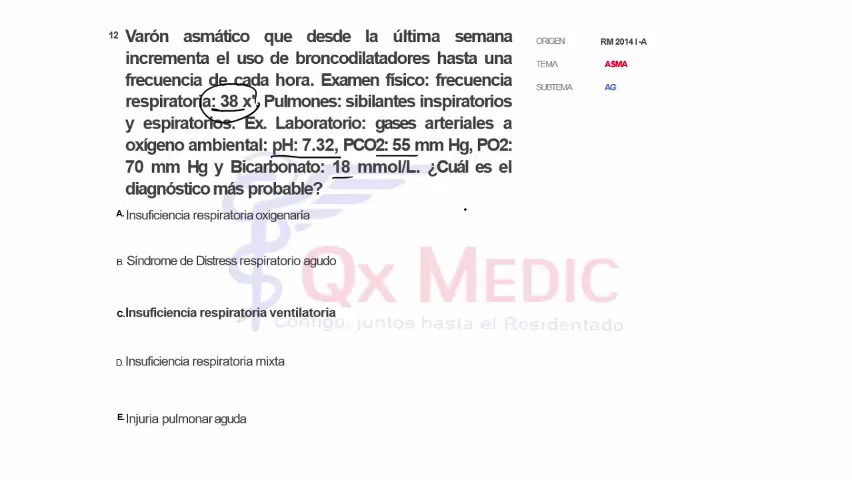 12 Varón asmático que desde la última semana
incrementa el uso de broncodilatadores hasta una
frecuencia de cada hora. Examen físico: frecuencia
respiratoria: 38 x', Pulmones: sibilantes inspiratorios
y espiratorios. Ex. Laboratorio: gases arteriales a
oxígeno ambiental: pH: 7.32, PCO2: 55 mm Hg, PO2:
70 mm Hg y Bicarbonato: 18 mmol/L. ¿Cuál es el
diagnóstico más probable?
A. Insuficiencia respiratoria oxigenaría
B. Síndrome de Distress respiratorio agudo
C. Insuficiencia respiratoria ventilatoria
D. Insuficiencia respiratoria mixta
E. Injuria pulmonar aguda
ORIGEN RM 2014 I -A
TEMA ASMA
SUBTEMA AG
Qx MEDIC
Contigo, juntos hasta el Residentado